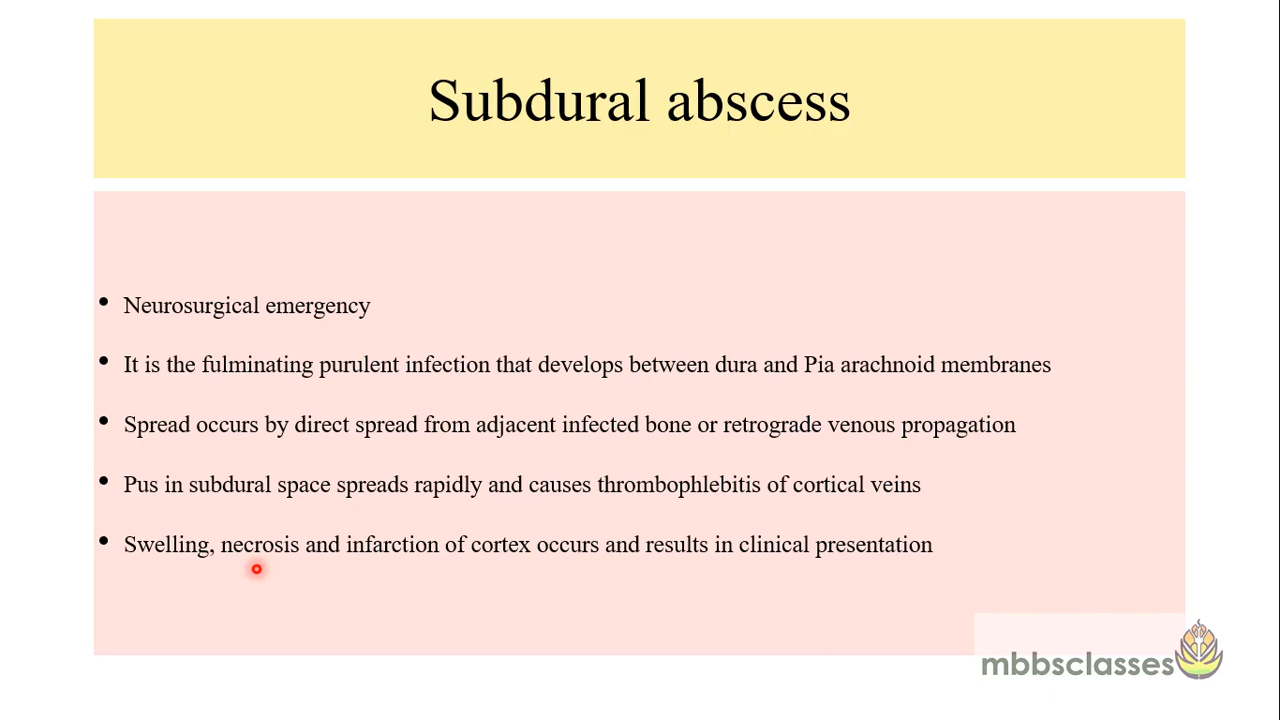 Subdural abscess
• Neurosurgical emergency
• It is the fulminating purulent infection that develops between dura and Pia arachnoid membranes
• Spread occurs by direct spread from adjacent infected bone or retrograde venous propagation
• Pus in subdural space spreads rapidly and causes thrombophlebitis of cortical veins
• Swelling, necrosis and infarction of cortex occurs and results in clinical presentation
mbbsclasses